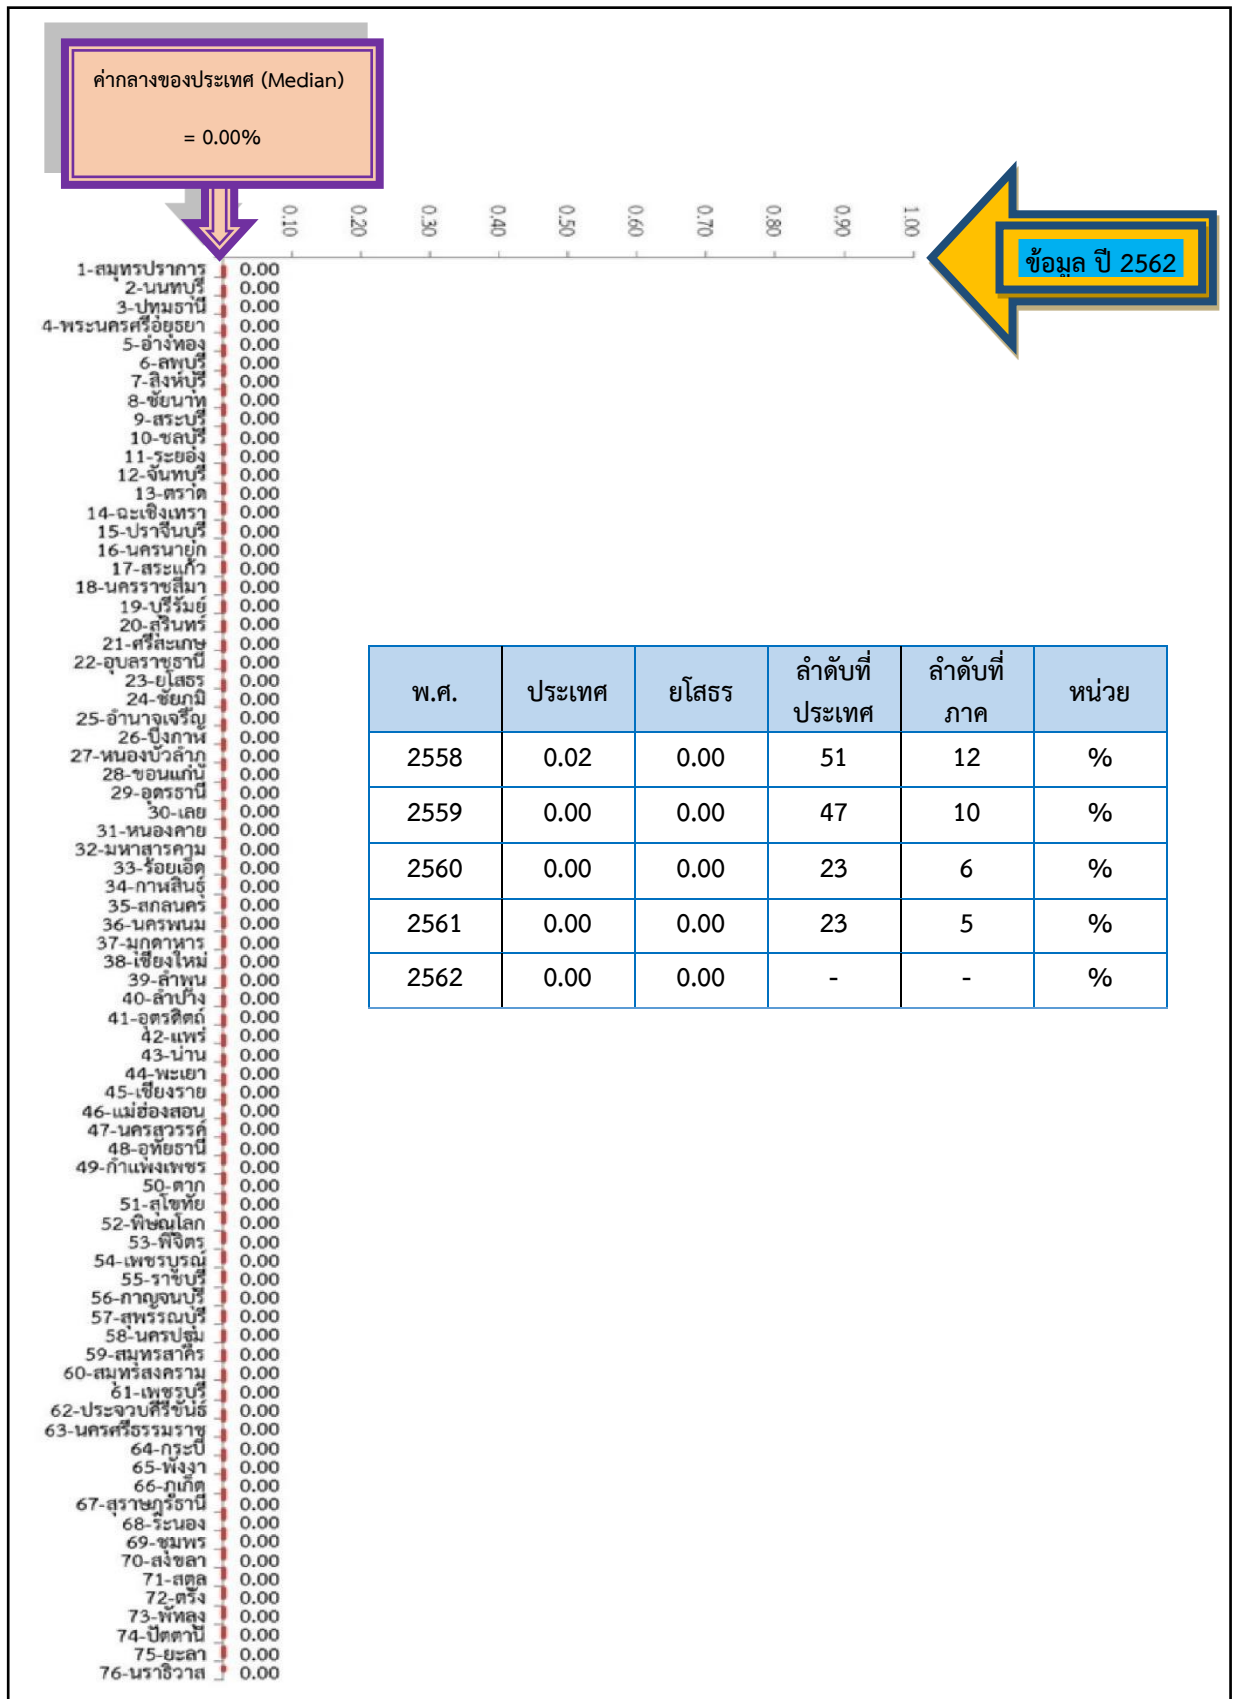 ค่ากลางของประเทศ (Median)
= 0.00%
0.10 0.20 0.30 0.40 0.50 0.60 0.70 0.80 0.90 1.00
ข้อมูล ปี 2562
1-สมุทรปราการ 0.00
2-นนทบุรี 0.00
3-ปทุมธานี 0.00
4-พระนครศรีอยุธยา 0.00
5-อ่างทอง 0.00
6-ลพบุรี 0.00
7-สิงห์บุรี 0.00
8-ชัยนาท 0.00
9-สระบุรี 0.00
10-ชลบุรี 0.00
11-ระยอง 0.00
12-จันทบุรี 0.00
13-ตราด 0.00
14-ฉะเชิงเทรา 0.00
15-ปราจีนบุรี 0.00
16-นครนายก 0.00
17-สระแก้ว 0.00
18-นครราชสีมา 0.00
19-บุรีรัมย์ 0.00
20-สุรินทร์ 0.00
21-ศรีสะเกษ 0.00
22-อุบลราชธานี 0.00
23-ยโสธร 0.00
24-ชัยภูมิ 0.00
25-อำนาจเจริญ 0.00
26-บึงกาฬ 0.00
27-หนองบัวลำภู 0.00
28-ขอนแก่น 0.00
29-อุดรธานี 0.00
30-เลย 0.00
31-หนองคาย 0.00
32-มหาสารคาม 0.00
33-ร้อยเอ็ด 0.00
34-กาฬสินธุ์ 0.00
35-สกลนคร 0.00
36-นครพนม 0.00
37-มุกดาหาร 0.00
38-เชียงใหม่ 0.00
39-ลำพูน 0.00
40-ลำปาง 0.00
41-อุตรดิตถ์ 0.00
42-แพร่ 0.00
43-น่าน 0.00
44-พะเยา 0.00
45-เชียงราย 0.00
46-แม่ฮ่องสอน 0.00
47-นครสวรรค์ 0.00
48-อุทัยธานี 0.00
49-กำแพงเพชร 0.00
50-ตาก 0.00
51-สุโขทัย 0.00
52-พิษณุโลก 0.00
53-พิจิตร 0.00
54-เพชรบูรณ์ 0.00
55-ราชบุรี 0.00
56-กาญจนบุรี 0.00
57-สุพรรณบุรี 0.00
58-นครปฐม 0.00
59-สมุทรสาคร 0.00
60-สมุทรสงคราม 0.00
61-เพชรบุรี 0.00
62-ประจวบคีรีขันธ์ 0.00
63-นครศรีธรรมราช 0.00
64-กระบี่ 0.00
65-พังงา 0.00
66-ภูเก็ต 0.00
67-สุราษฎร์ธานี 0.00
68-ระนอง 0.00
69-ชุมพร 0.00
70-สงขลา 0.00
71-สตูล 0.00
72-ตรัง 0.00
73-พัทลุง 0.00
74-ปัตตานี 0.00
75-ยะลา 0.00
76-นราธิวาส 0.00
พ.ศ. ประเทศ ยโสธร ลำดับที่ประเทศ ลำดับที่ภาค หน่วย
2558 0.02 0.00 51 12 %
2559 0.00 0.00 47 10 %
2560 0.00 0.00 23 6 %
2561 0.00 0.00 23 5 %
2562 0.00 0.00 - - %